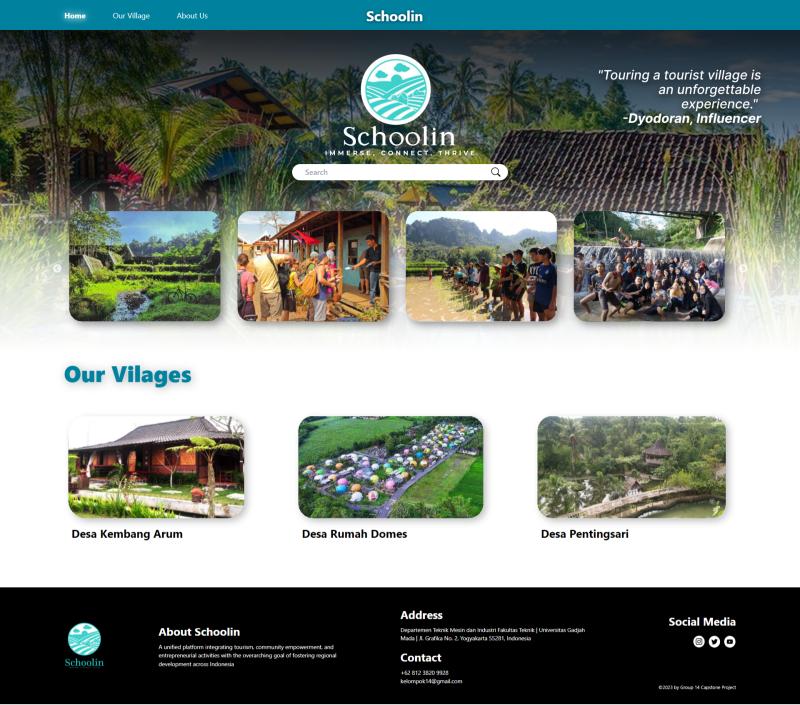 Home
Our Village
About Us
Schoolin
"Touring a tourist village is
an unforgettable
experience."
-Dyodoran, Influencer
Schoolin
IMMERSE, CONNECT, THRIVE
Search
Our Vilages
Desa Kembang Arum
Desa Rumah Domes
Desa Pentingsari
Schoolin
About Schoolin
A unified platform integrating tourism, community empowerment, and
entrepreneurial activities with the overarching goal of fostering regional
development across Indonesia
Address
Departemen Teknik Mesin dan Industri Fakultas Teknik | Universitas Gadjah
Mada | Jl. Grafika No. 2, Yogyakarta 55281, Indonesia
Contact
+62 812 3820 9928
kelompok14@gmail.com
Social Media
©2023 by Group 14 Capstone Project